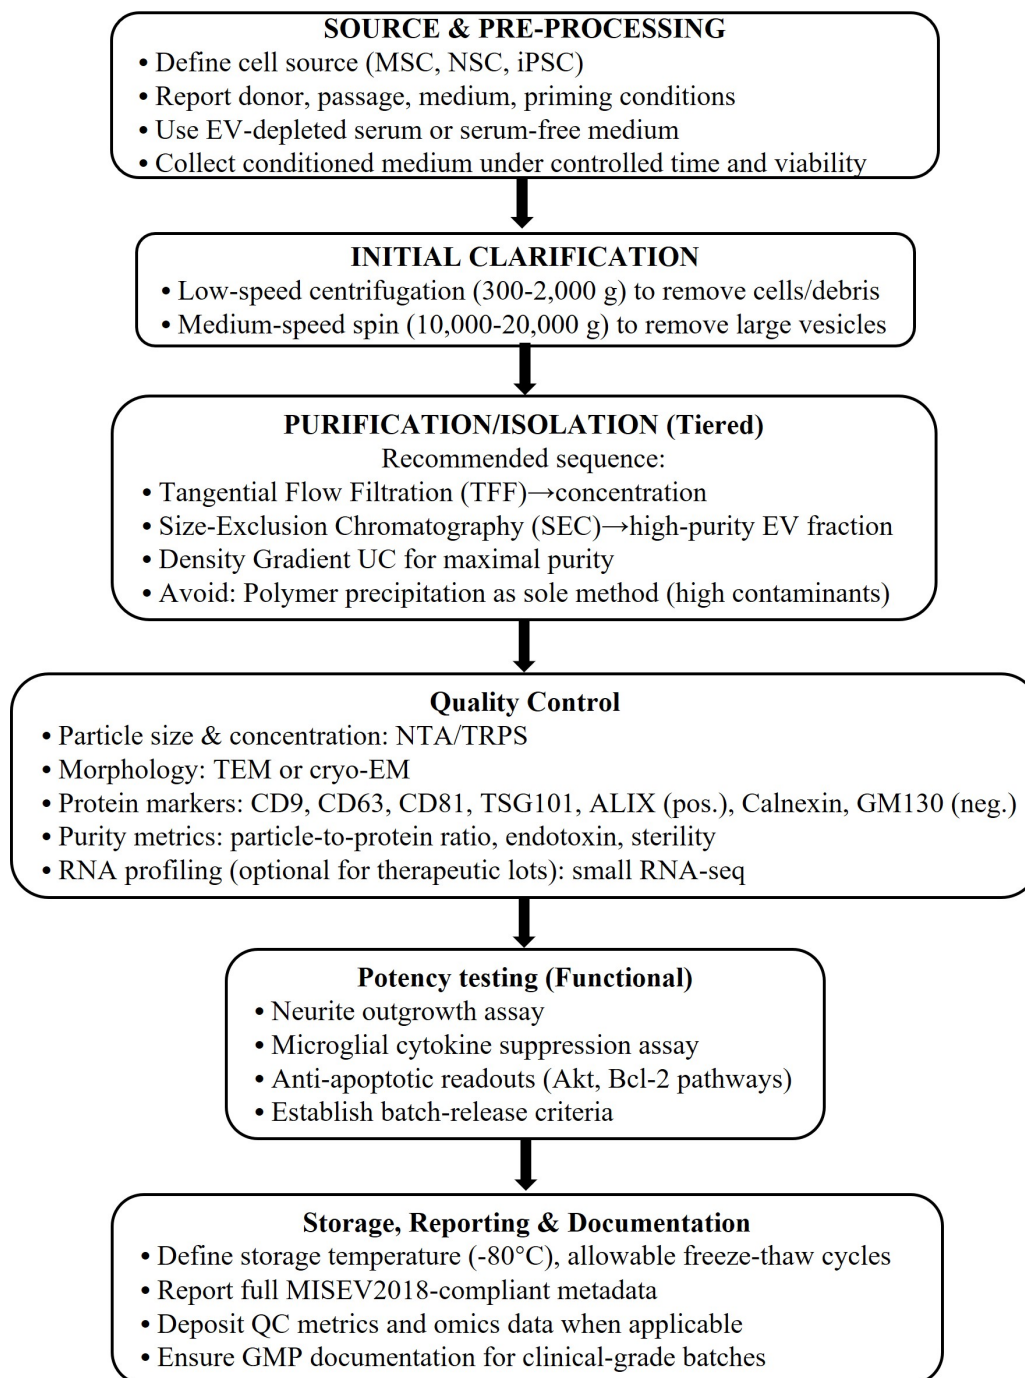 SOURCE & PRE-PROCESSING
• Define cell source (MSC, NSC, iPSC)
• Report donor, passage, medium, priming conditions
• Use EV-depleted serum or serum-free medium
• Collect conditioned medium under controlled time and viability
INITIAL CLARIFICATION
• Low-speed centrifugation (300-2,000 g) to remove cells/debris
• Medium-speed spin (10,000-20,000 g) to remove large vesicles
PURIFICATION/ISOLATION (Tiered)
Recommended sequence:
• Tangential Flow Filtration (TFF)→concentration
• Size-Exclusion Chromatography (SEC)→high-purity EV fraction
• Density Gradient UC for maximal purity
• Avoid: Polymer precipitation as sole method (high contaminants)
Quality Control
• Particle size & concentration: NTA/TRPS
• Morphology: TEM or cryo-EM
• Protein markers: CD9, CD63, CD81, TSG101, ALIX (pos.), Calnexin, GM130 (neg.)
• Purity metrics: particle-to-protein ratio, endotoxin, sterility
• RNA profiling (optional for therapeutic lots): small RNA-seq
Potency testing (Functional)
• Neurite outgrowth assay
• Microglial cytokine suppression assay
• Anti-apoptotic readouts (Akt, Bcl-2 pathways)
• Establish batch-release criteria
Storage, Reporting & Documentation
• Define storage temperature (-80°C), allowable freeze-thaw cycles
• Report full MISEV2018-compliant metadata
• Deposit QC metrics and omics data when applicable
• Ensure GMP documentation for clinical-grade batches